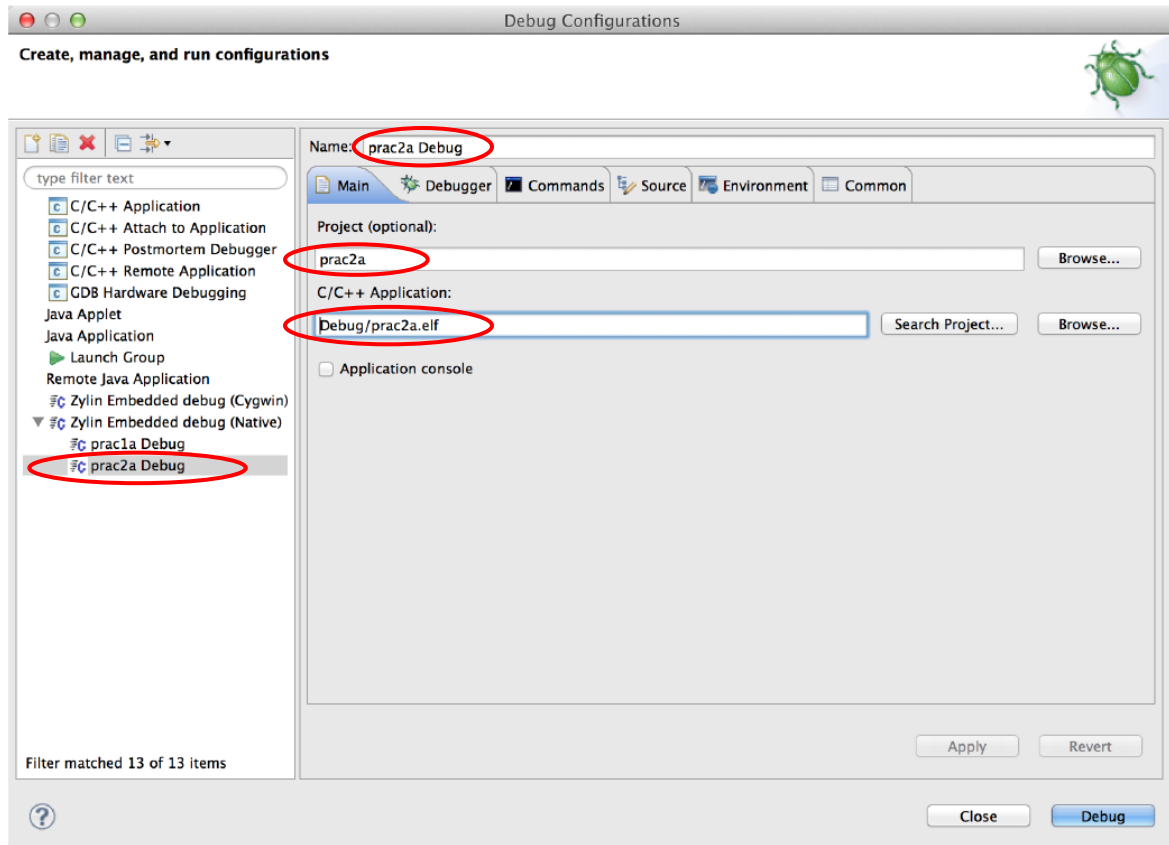 Debug Configurations
Create, manage, and run configurations
type filter text
C/C++ Application
C/C++ Attach to Application
C/C++ Postmortem Debugger
C/C++ Remote Application
GDB Hardware Debugging
Java Applet
Java Application
Launch Group
Remote Java Application
Zylin Embedded debug (Cygwin)
Zylin Embedded debug (Native)
prac1a Debug
prac2a Debug
Filter matched 13 of 13 items
Name: prac2a Debug
Main Debugger Commands Source Environment Common
Project (optional):
prac2a Browse...
C/C++ Application:
Debug/prac2a.elf Search Project... Browse...
Application console
Apply Revert
? Close Debug